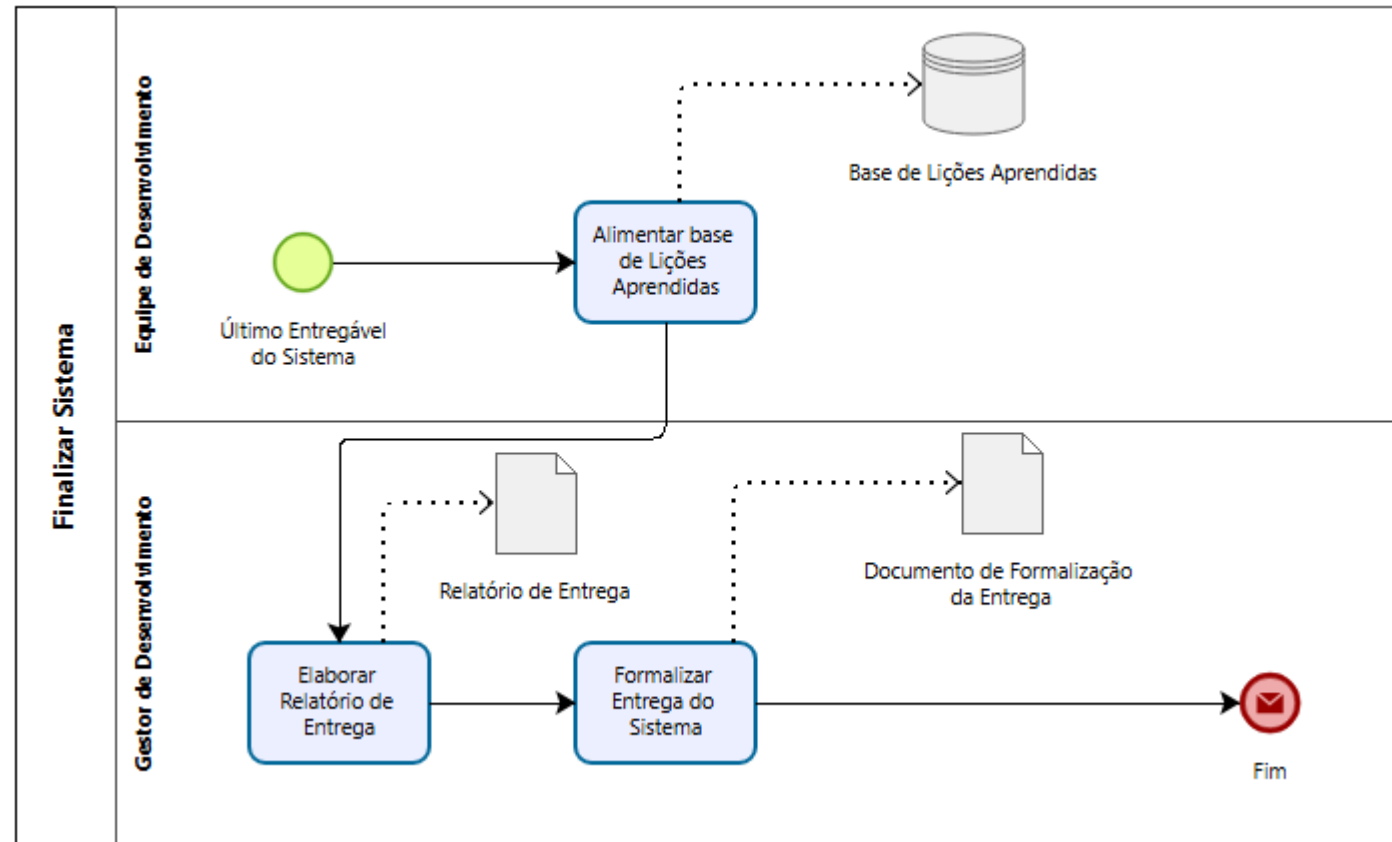 Finalizar Sistema
Equipe de Desenvolvimento
Base de Lições Aprendidas
Alimentar base
de Lições
Aprendidas
Último Entregável
do Sistema
Gestor de Desenvolvimento
Relatório de Entrega
Documento de Formalização
da Entrega
Elaborar
Relatório de
Entrega
Formalizar
Entrega do
Sistema
Fim